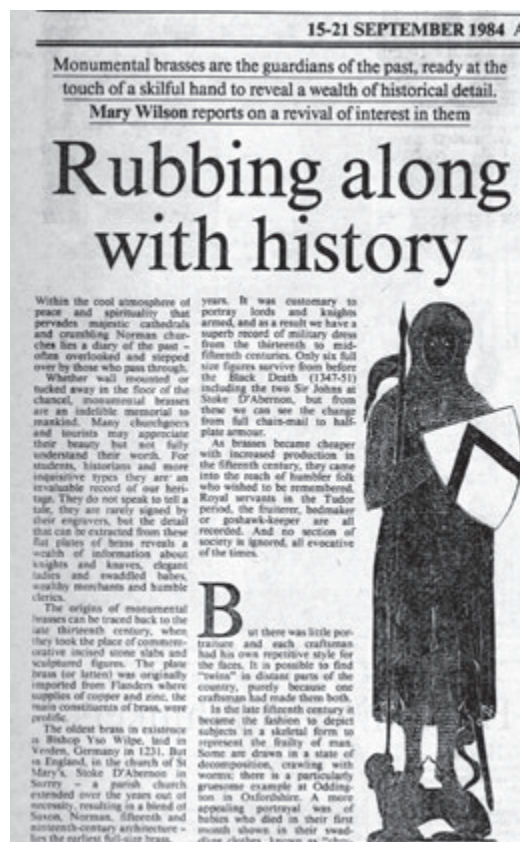 15-21 SEPTEMBER 1984
Monumental brasses are the guardians of the past, ready at the
touch of a skilful hand to reveal a wealth of historical detail.
Mary Wilson reports on a revival of interest in them
Rubbing along
with history
Within the cool atmosphere of
peace and spirituality that
pervades majestic cathedrals
and crumbling Norman chur-
ches lies a diary of the past –
often overlooked and stepped
over by those who pass through.
Whether wall mounted or
tucked away in the floor of the
chancel, monumental brasses
are an indelible memorial to
mankind. Many churchgoers
and tourists may appreciate
their beauty but not fully
understand their worth. For
students, historians and more
inquisitive types they are an
invaluable record of our heri-
tage. They do not speak to tell a
tale, they are rarely signed by
their engravers, but the detail
that can be extracted from these
flat plates of brass reveals a
wealth of information about
knights and knaves, elegant
ladies and swaddled babes,
wealthy merchants and humble
clerics.
The origins of monumental
brasses can be traced back to the
late thirteenth century, when
they took the place of commem-
orative incised stone slabs and
sculptured figures. The plate
brass (or latten) was originally
imported from Flanders where
supplies of copper and zinc, the
main constituents of brass, were
prolific.
The oldest brass in existence
is Bishop Yso Wilpe, laid in
Verden, Germany in 1231. But
in England, in the church of St
Mary's, Stoke D'Abernon in
Surrey – a parish church
extended over the years out of
necessity, resulting in a blend of
Saxon, Norman, fifteenth and
nineteenth-century architecture –
lies the earliest full-size brass,
years. It was customary to
portray lords and knights
armed, and as a result we have a
superb record of military dress
from the thirteenth to mid-
fifteenth centuries. Only six full
size figures survive from before
the Black Death (1347-51)
including the two Sir Johns at
Stoke D'Abernon, but from
these we can see the change
from full chain-mail to half-
plate armour.
As brasses became cheaper
with increased production in
the fifteenth century, they came
into the reach of humbler folk
who wished to be remembered.
Royal servants in the Tudor
period, the fruiterer, bedmaker
or goshawk-keeper are all
recorded. And no section of
society is ignored, all evocative
of the times.
But there was little por-
traiture and each craftsman
had his own repetitive style for
the faces. It is possible to find
"twins" in distant parts of the
country, purely because one
craftsman had made them both.
In the late fifteenth century it
became the fashion to depict
subjects in a skeletal form to
represent the frailty of man.
Some are drawn in a state of
decomposition, crawling with
worms; there is a particularly
gruesome example at Odding-
ton in Oxfordshire. A more
appealing portrayal was of
babies who died in their first
month shown in their swad-
dling clothes, known as